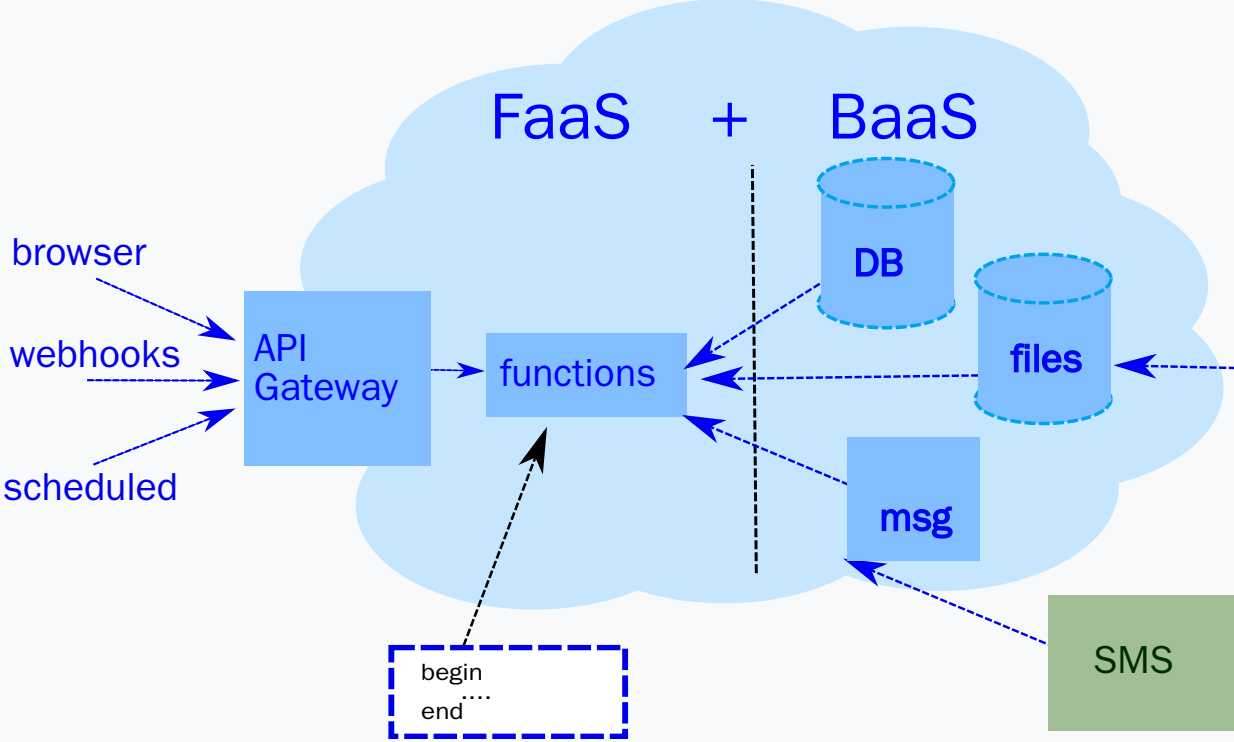 FaaS + BaaS
browser
DB
API
Gateway
webhooks
functions
files
scheduled
msg
SMS
begin
....
end